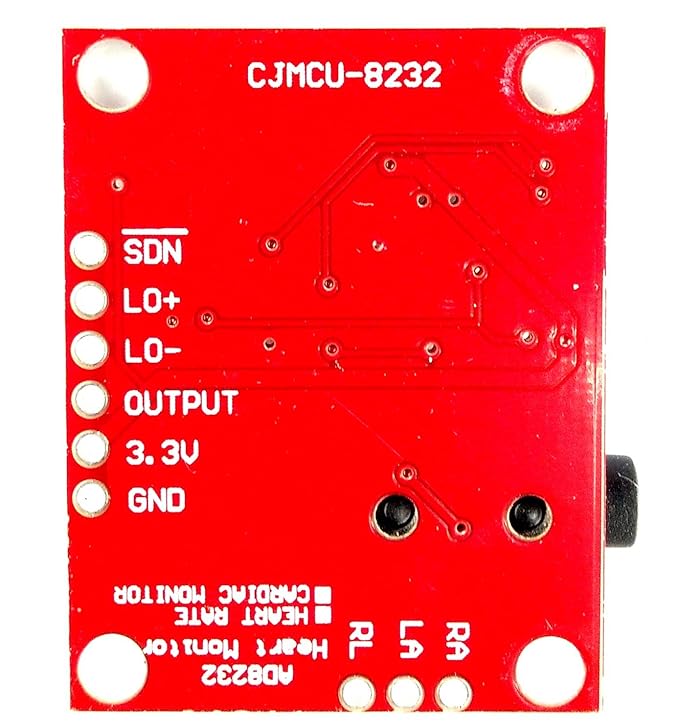 CJMCU-8232
SDN
LO+
LO-
OUTPUT
3.3V
GND
RL
LA
RA
AD8232
Heart Monitor
■ HEART RATE
■ CARDIAC MONITOR